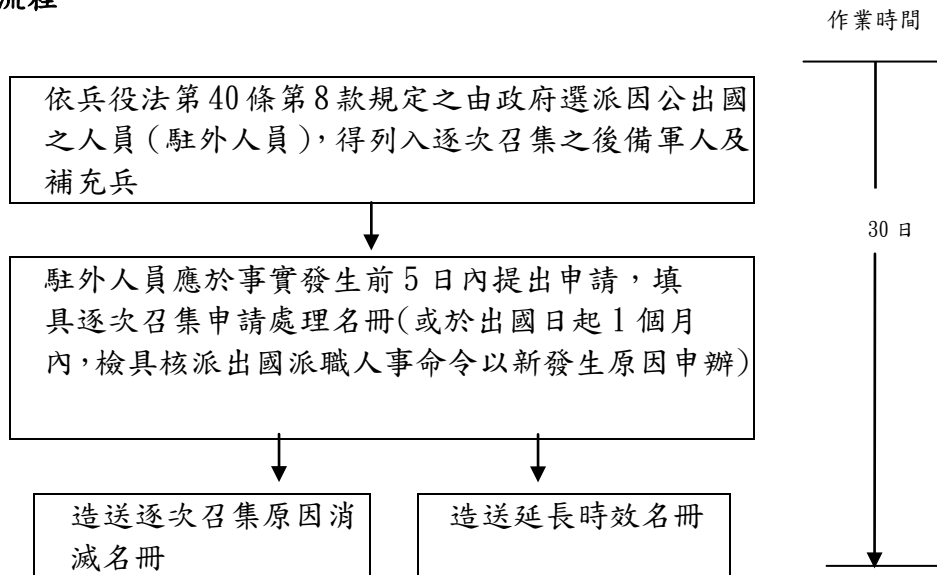 流程
作業時間
依兵役法第40條第8款規定之由政府選派因公出國
之人員(駐外人員),得列入逐次召集之後備軍人及
補充兵
30日
駐外人員應於事實發生前5日內提出申請,填
具逐次召集申請處理名冊(或於出國日起1個月
內,檢具核派出國派職人事命令以新發生原因申辦)
造送逐次召集原因消
滅名冊
造送延長時效名冊